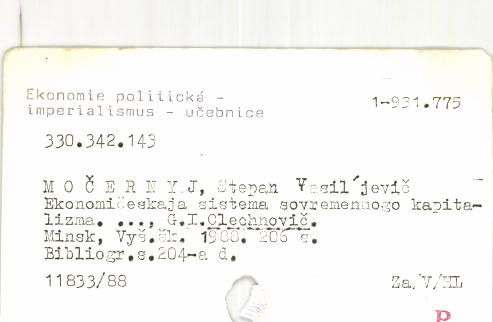 Ekonomie politická -
imperialismus - učebnice
1-931.775
330.342.143
M O Č E R N Y J, Stepan Vasil´jevič
Ekonomičeskaja sistema sovremennogo kapita-
lizma. ..., G.I.Olechnovič.
Minsk, Vyš.šk. 1988. 206 s.
Bibliogr.s.204-a d.
11833/88
Za/V/HL
R